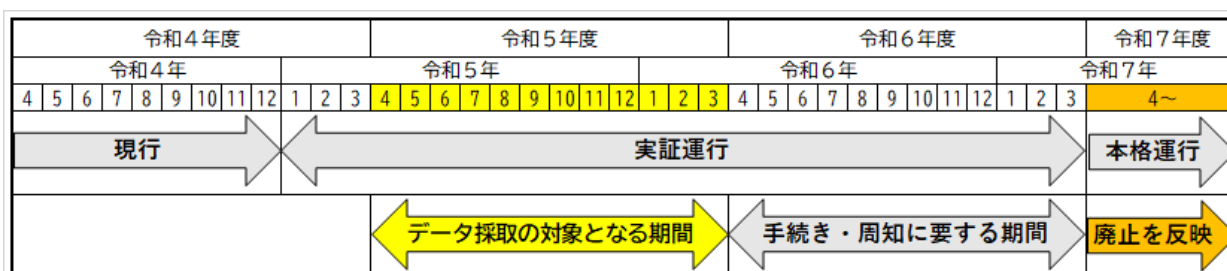 令和４年度 令和５年度 令和６年度 令和７年度
令和４年 令和５年 令和６年 令和７年
4 5 6 7 8 9 10 11 12 1 2 3 4 5 6 7 8 9 10 11 12 1 2 3 4 5 6 7 8 9 10 11 12 1 2 3 4～
現行 実証運行 本格運行
データ採取の対象となる期間 手続き・周知に要する期間 廃止を反映